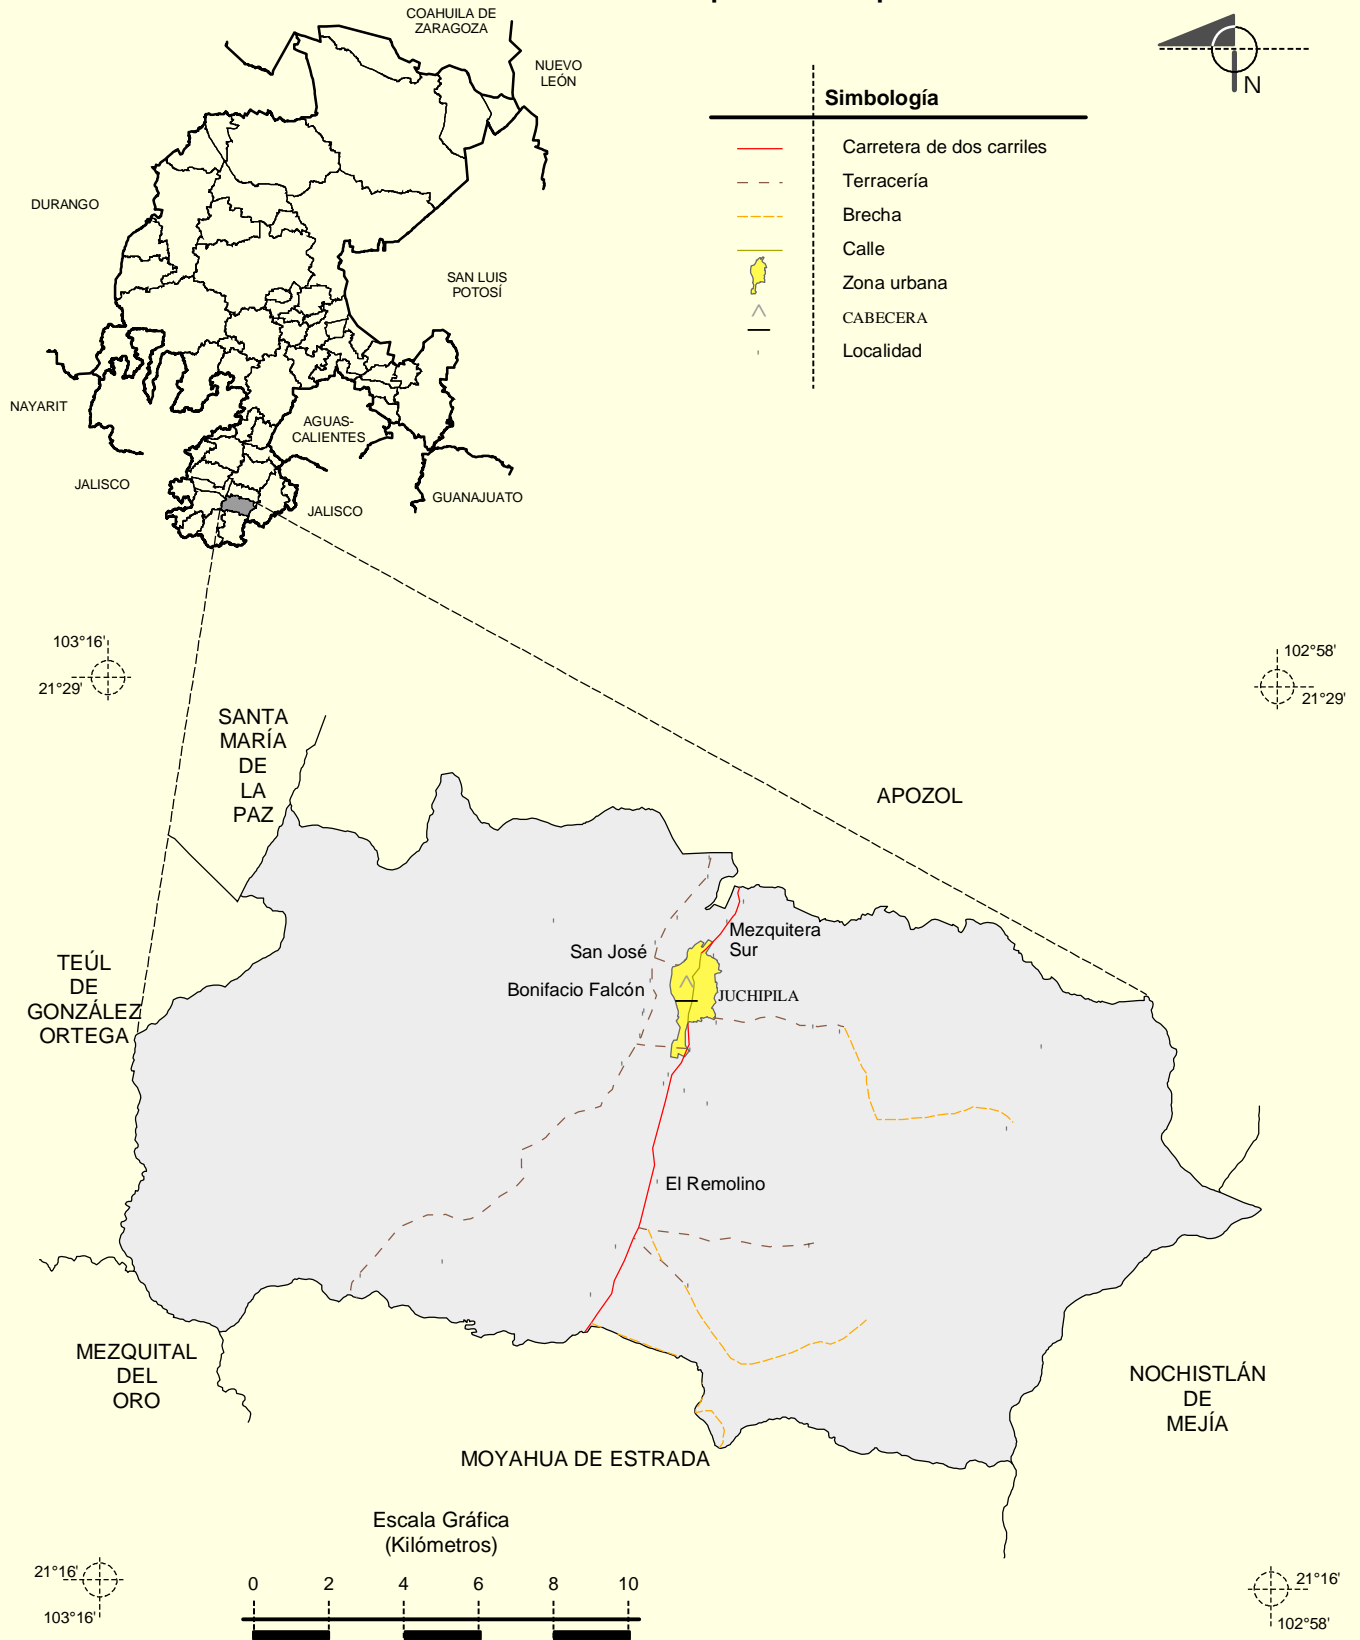 COAHUILA DE
ZARAGOZA
NUEVO
LEÓN
DURANGO
SAN LUIS
POTOSÍ
NAYARIT
AGUAS-
CALIENTES
JALISCO
JALISCO
GUANAJUATO
N
Simbología
Carretera de dos carriles
Terracería
Brecha
Calle
Zona urbana
CABECERA
Localidad
103°16'
21°29'
102°58'
21°29'
SANTA
MARÍA
DE
LA
PAZ
APOZOL
TEÚL
DE
GONZÁLEZ
ORTEGA
San José
Mezquitera
Sur
Bonifacio Falcón
JUCHIPILA
El Remolino
MEZQUITAL
DEL
ORO
NOCHISTLÁN
DE
MEJÍA
MOYAHUA DE ESTRADA
Escala Gráfica
(Kilómetros)
0 2 4 6 8 10
21°16'
103°16'
21°16'
102°58'